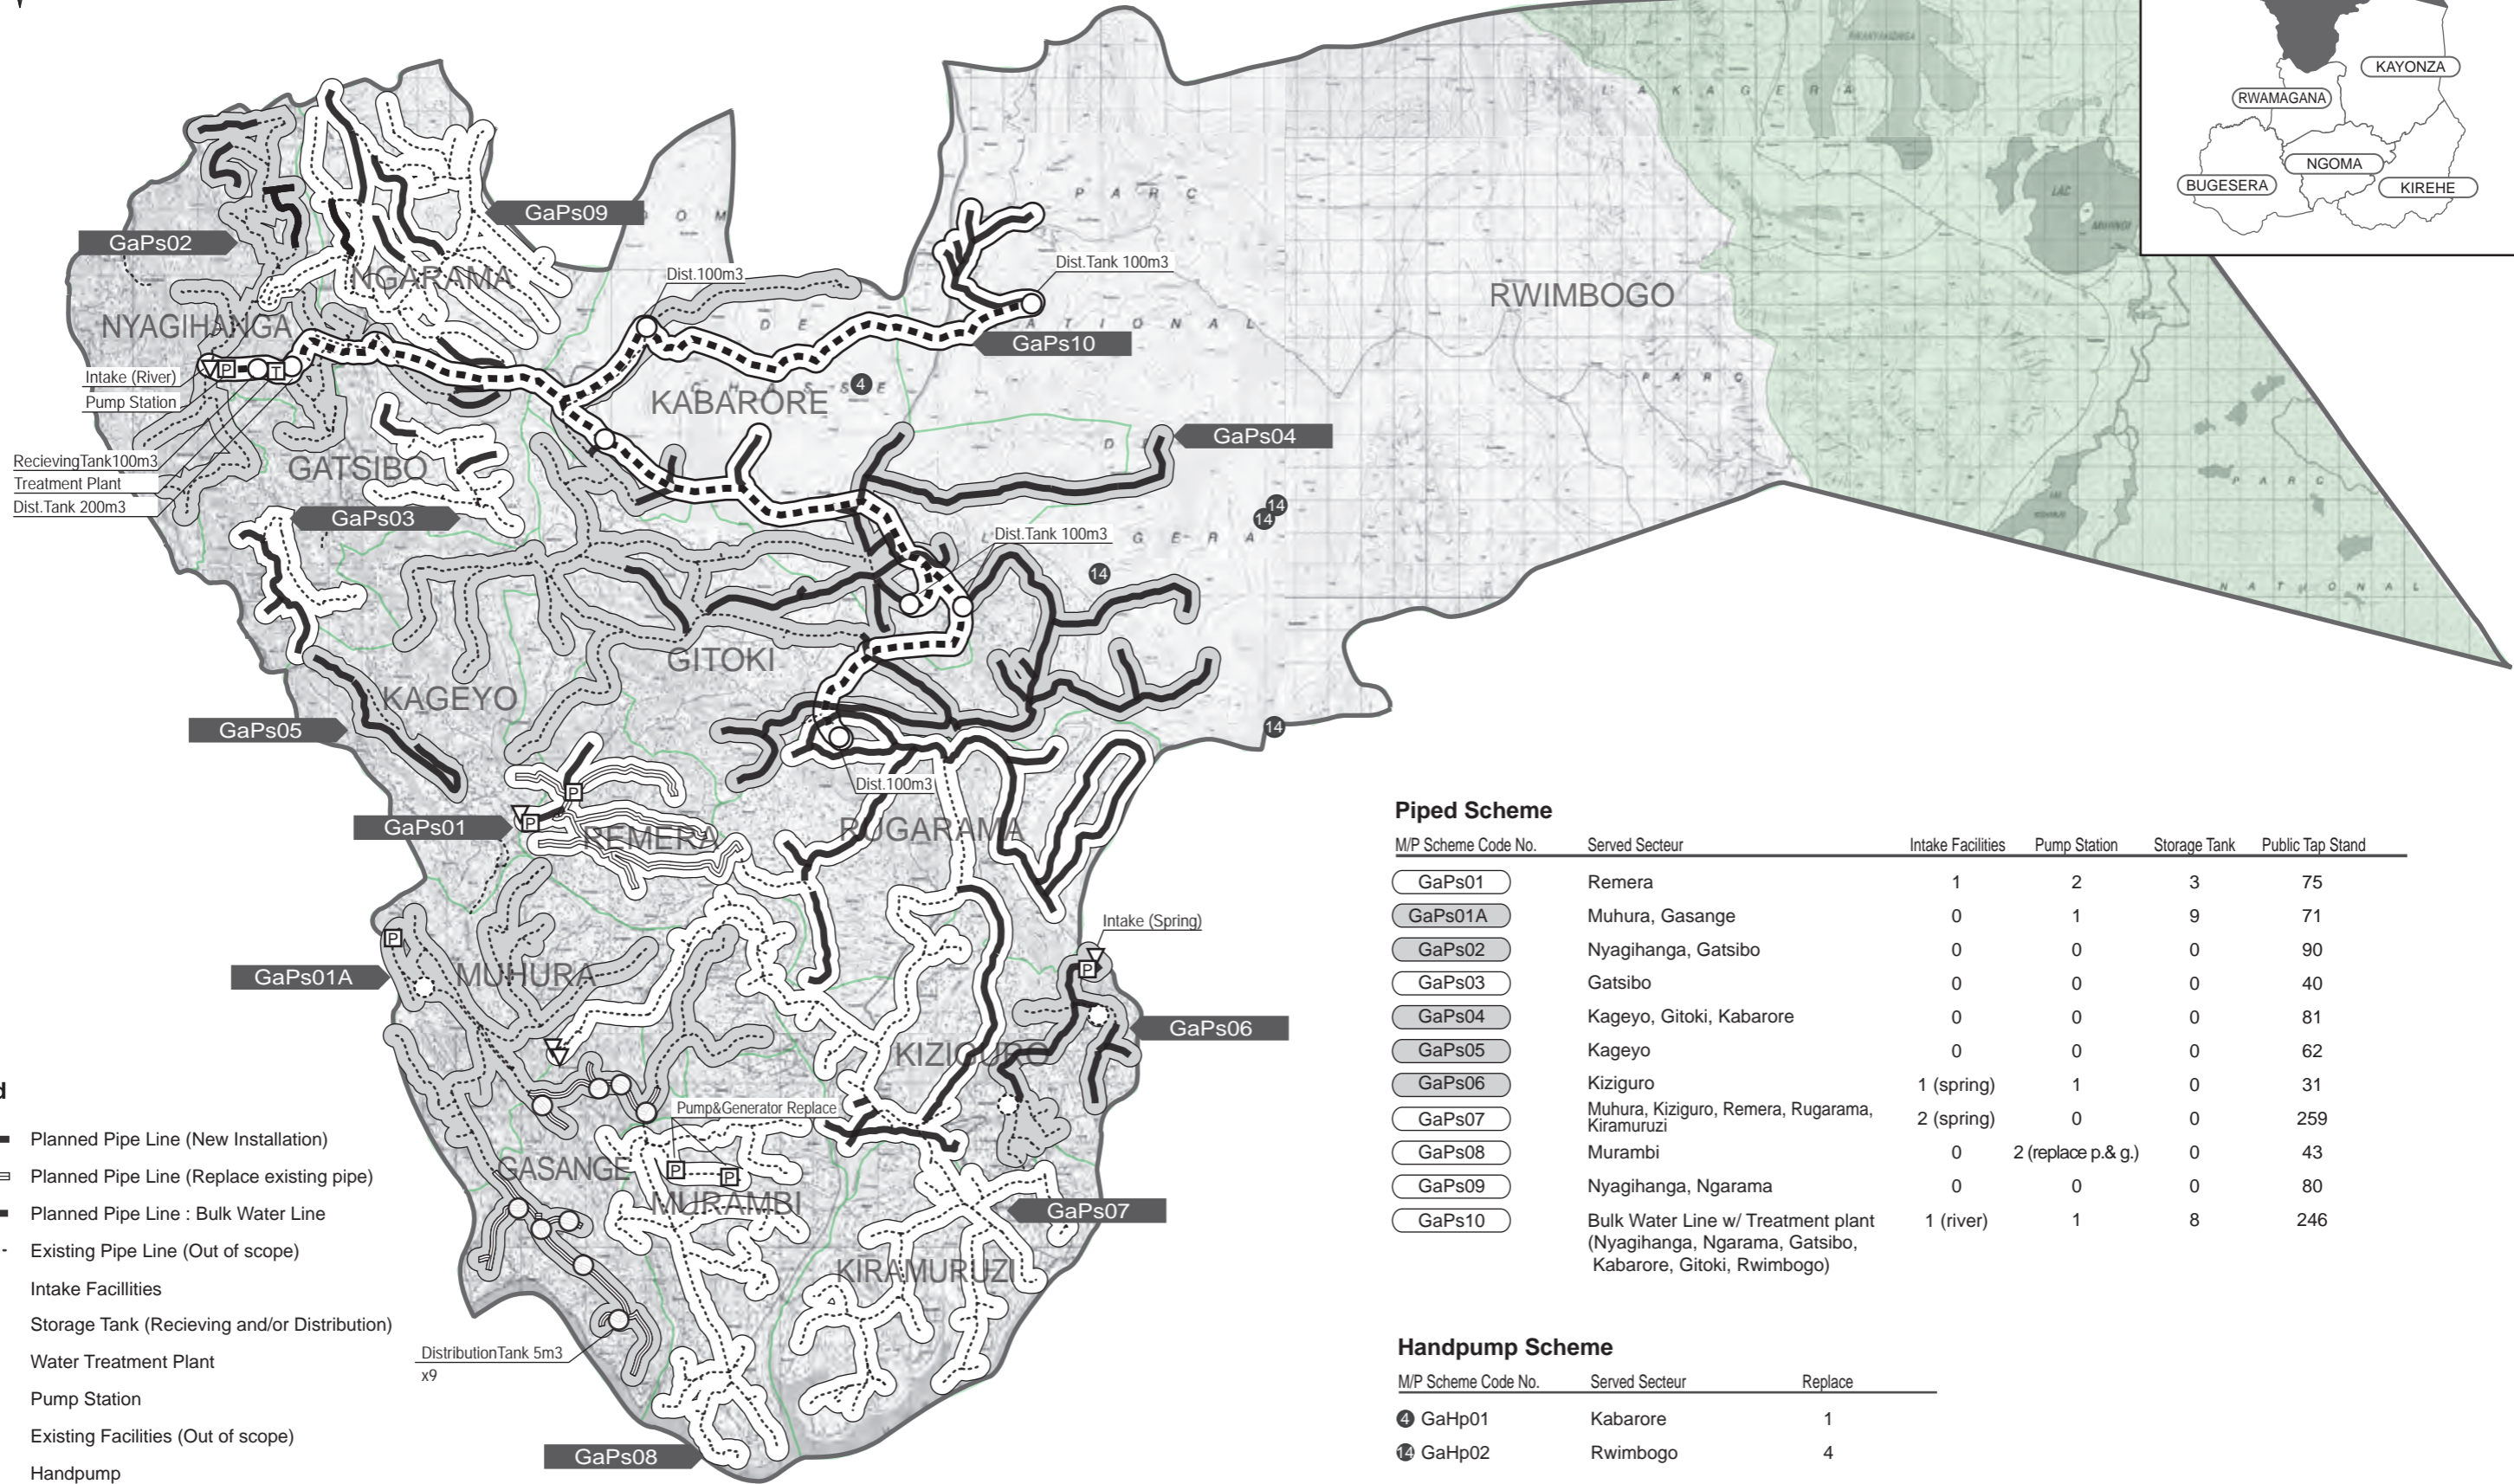 KAYONZA
RWAMAGANA
NGOMA
BUGESERA
KIREHE
GaPs09
GaPs02
NGARAMA
NYAGIHANGA
Dist.100m3
Dist.Tank 100m3
RWIMBOGO
GaPs10
PARC
NATIONAL
L'AKAGERA
LAC
Intake (River)
Pump Station
KABARORE
4
GaPs04
RecievingTank100m3
Treatment Plant
Dist.Tank 200m3
GATSIBO
GaPs03
14
14
Dist.Tank 100m3
14
GITOKI
KAGEYO
GaPs05
14
Dist.100m3
GaPs01
REMERA
RUGARAMA
Intake (Spring)
GaPs01A
MUHURA
GaPs06
KIZIGURO
Pump&Generator Replace
GASANGE
MURAMBI
GaPs07
KIRAMURUZI
DistributionTank 5m3
x9
GaPs08
P
P
P
P
P
P
P
T
d
Planned Pipe Line (New Installation)
Planned Pipe Line (Replace existing pipe)
Planned Pipe Line : Bulk Water Line
Existing Pipe Line (Out of scope)
Intake Facillities
Storage Tank (Recieving and/or Distribution)
Water Treatment Plant
Pump Station
Existing Facilities (Out of scope)
Handpump
Piped Scheme
M/P Scheme Code No. Served Secteur Intake Facilities Pump Station Storage Tank Public Tap Stand
GaPs01 Remera 1 2 3 75
GaPs01A Muhura, Gasange 0 1 9 71
GaPs02 Nyagihanga, Gatsibo 0 0 0 90
GaPs03 Gatsibo 0 0 0 40
GaPs04 Kageyo, Gitoki, Kabarore 0 0 0 81
GaPs05 Kageyo 0 0 0 62
GaPs06 Kiziguro 1 (spring) 1 0 31
GaPs07 Muhura, Kiziguro, Remera, Rugarama, 2 (spring) 0 0 259
Kiramuruzi
GaPs08 Murambi 0 2 (replace p.& g.) 0 43
GaPs09 Nyagihanga, Ngarama 0 0 0 80
GaPs10 Bulk Water Line w/ Treatment plant 1 (river) 1 8 246
(Nyagihanga, Ngarama, Gatsibo,
Kabarore, Gitoki, Rwimbogo)
Handpump Scheme
M/P Scheme Code No. Served Secteur Replace
4 GaHp01 Kabarore 1
14 GaHp02 Rwimbogo 4